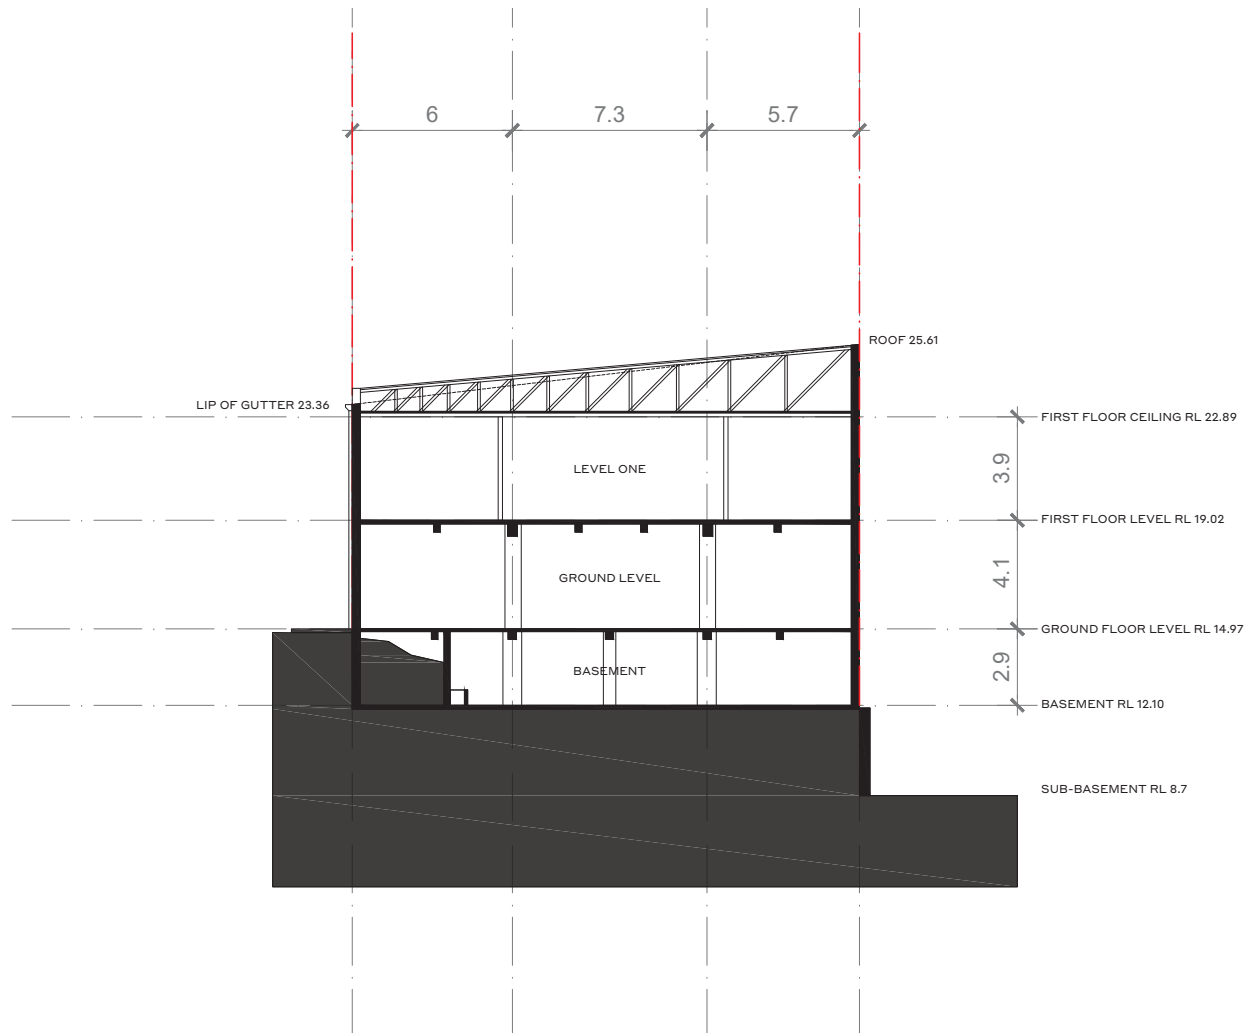 6
7.3
5.7
ROOF 25.61
LIP OF GUTTER 23.36
FIRST FLOOR CEILING RL 22.89
3.9
LEVEL ONE
FIRST FLOOR LEVEL RL 19.02
4.1
GROUND LEVEL
GROUND FLOOR LEVEL RL 14.97
2.9
BASEMENT
BASEMENT RL 12.10
SUB-BASEMENT RL 8.7